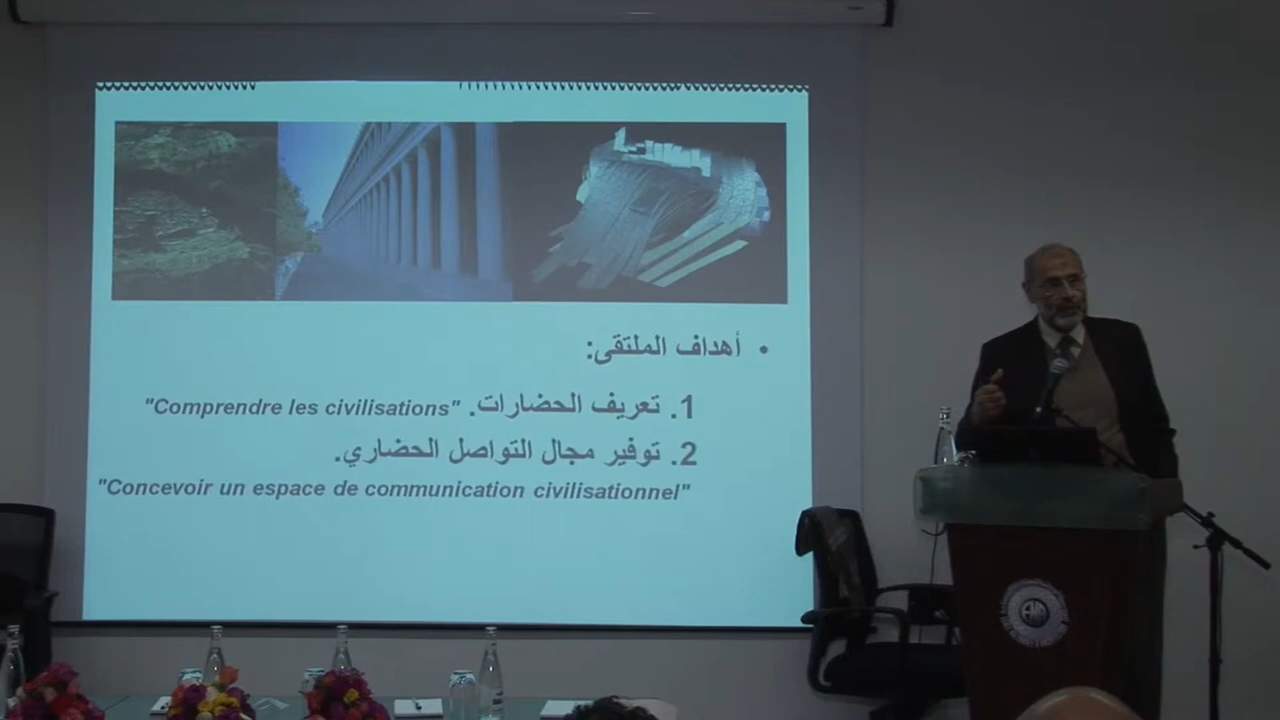 • أهداف الملتقى:
1. تعريف الحضارات. "Comprendre les civilisations"
2. توفير مجال التواصل الحضاري.
"Concevoir un espace de communication civilisationnel"